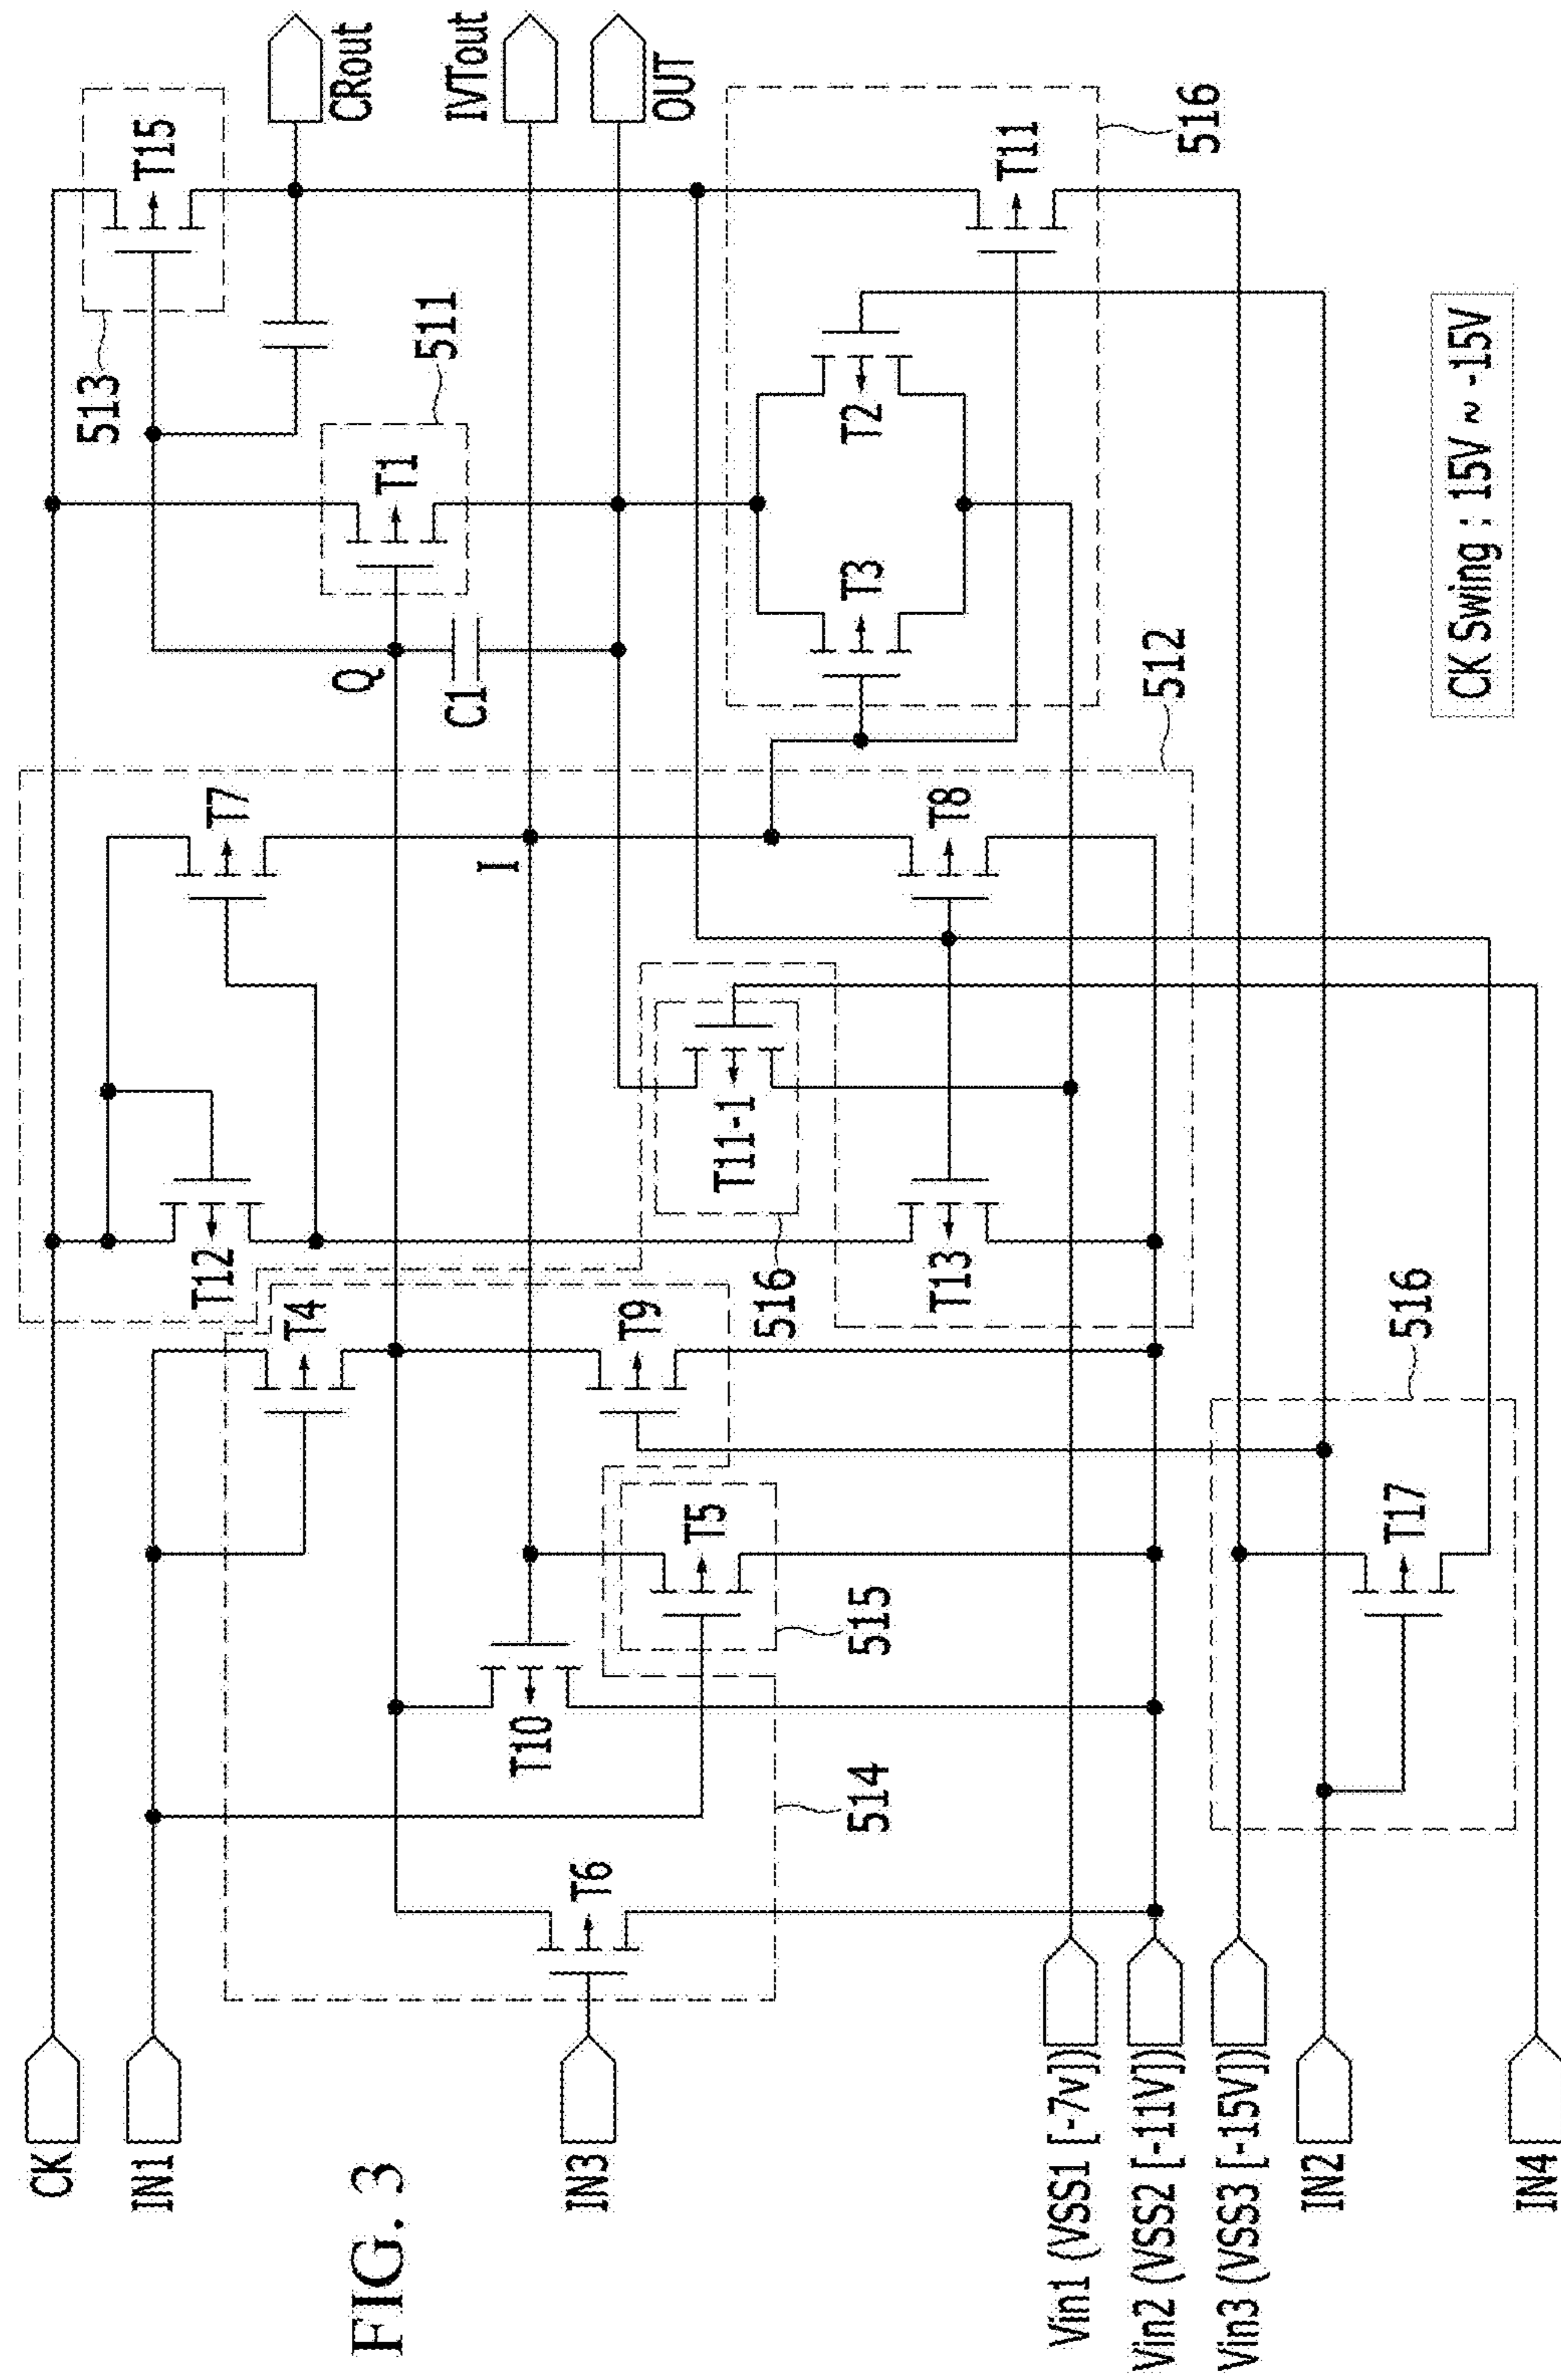 FIG. 3
CK
IN1
IN3
Vin1 (VSS1 [-7v])
Vin2 (VSS2 [-11V])
Vin3 (VSS3 [-15V])
IN2
IN4
T6
514
T10
515
T5
T17
516
T4
T9
T12
516
T13
T11-1
T7
I
T8
512
Q
C1
T3
T1
511
T2
513
T15
T11
516
CRout
IVTout
OUT
CK Swing : 15V ~ -15V